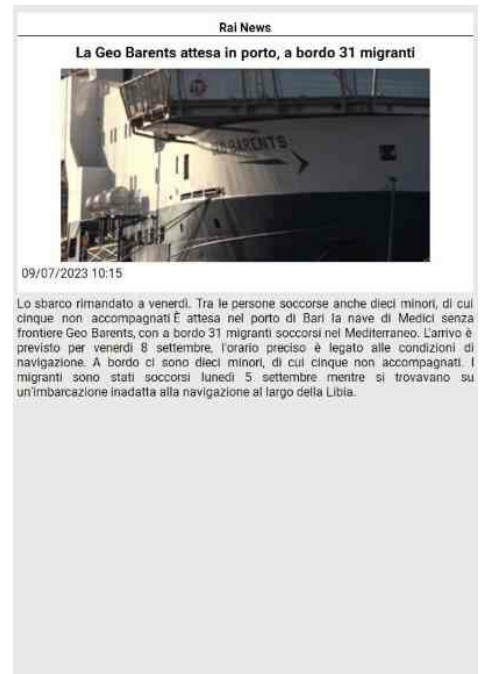 Rai News
La Geo Barents attesa in porto, a bordo 31 migranti
GEO BARENTS
09/07/2023 10:15
Lo sbarco rimandato a venerdì. Tra le persone soccorse anche dieci minori, di cui
cinque non accompagnati È attesa nel porto di Bari la nave di Medici senza
frontiere Geo Barents, con a bordo 31 migranti soccorsi nel Mediterraneo. L'arrivo è
previsto per venerdì 8 settembre, l'orario preciso è legato alle condizioni di
navigazione. A bordo ci sono dieci minori, di cui cinque non accompagnati. I
migranti sono stati soccorsi lunedì 5 settembre mentre si trovavano su
un'imbarcazione inadatta alla navigazione al largo della Libia.